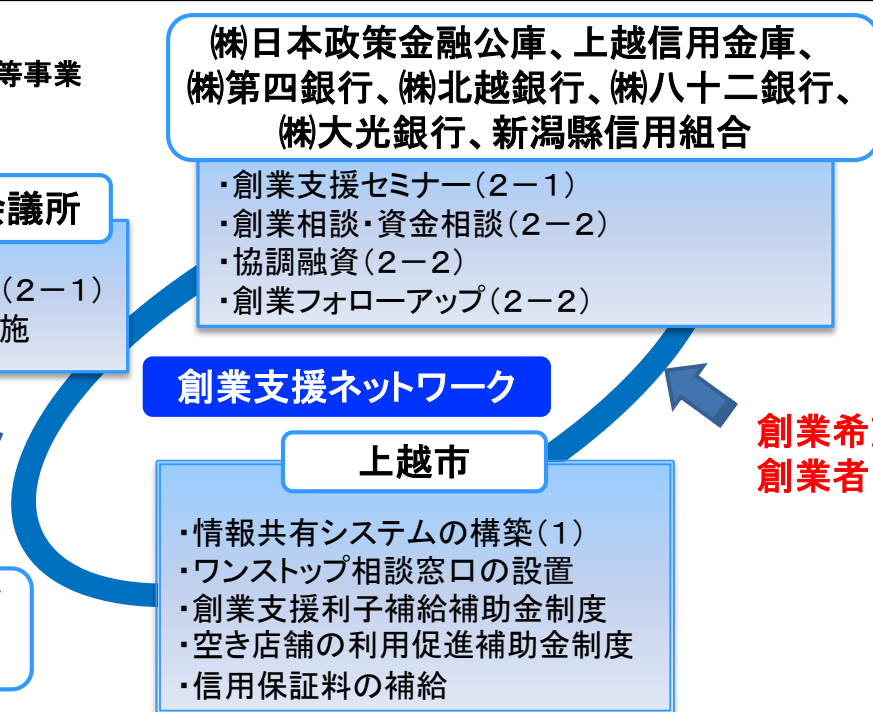 等事業
㈱日本政策金融公庫、上越信用金庫、
㈱第四銀行、㈱北越銀行、㈱八十二銀行、
㈱大光銀行、新潟縣信用組合
・創業支援セミナー（２－１）
・創業相談・資金相談（２－２）
・協調融資（２－２）
・創業フォローアップ（２－２）
会議所
（２－１）
施
創業支援ネットワーク
創業希
創業者
上越市
・情報共有システムの構築（１）
・ワンストップ相談窓口の設置
・創業支援利子補給補助金制度
・空き店舗の利用促進補助金制度
・信用保証料の補給